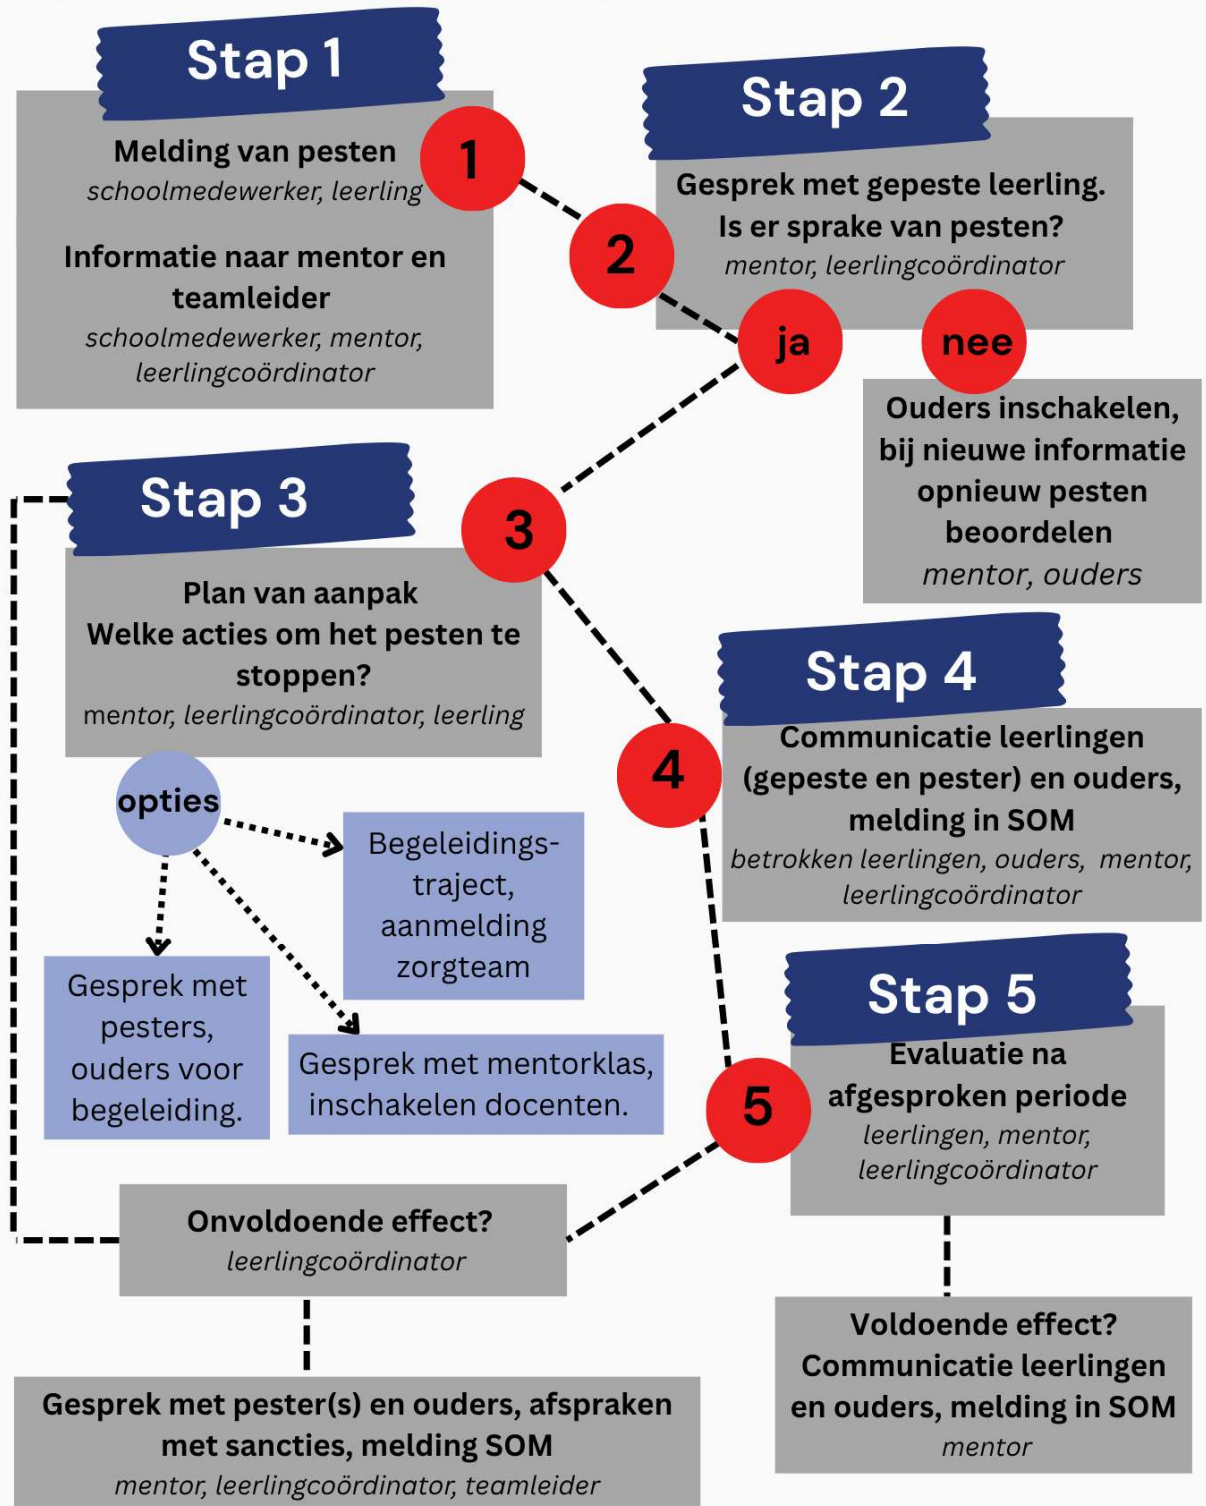 Stap 1
Melding van pesten
schoolmedewerker, leerling
Informatie naar mentor en
teamleider
schoolmedewerker, mentor,
leerlingcoördinator
1
Stap 2
Gesprek met gepeste leerling.
Is er sprake van pesten?
mentor, leerlingcoördinator
2
ja
nee
Ouders inschakelen,
bij nieuwe informatie
opnieuw pesten
beoordelen
mentor, ouders
Stap 3
3
Plan van aanpak
Welke acties om het pesten te
stoppen?
mentor, leerlingcoördinator, leerling
opties
Begeleidings-
traject,
aanmelding
zorgteam
Gesprek met
pesters,
ouders voor
begeleiding.
Gesprek met mentorklas,
inschakelen docenten.
Stap 4
4
Communicatie leerlingen
(gepeste en pester) en ouders,
melding in SOM
betrokken leerlingen, ouders, mentor,
leerlingcoördinator
Stap 5
5
Evaluatie na
afgesproken periode
leerlingen, mentor,
leerlingcoördinator
Onvoldoende effect?
leerlingcoördinator
Gesprek met pester(s) en ouders, afspraken
met sancties, melding SOM
mentor, leerlingcoördinator, teamleider
Voldoende effect?
Communicatie leerlingen
en ouders, melding in SOM
mentor